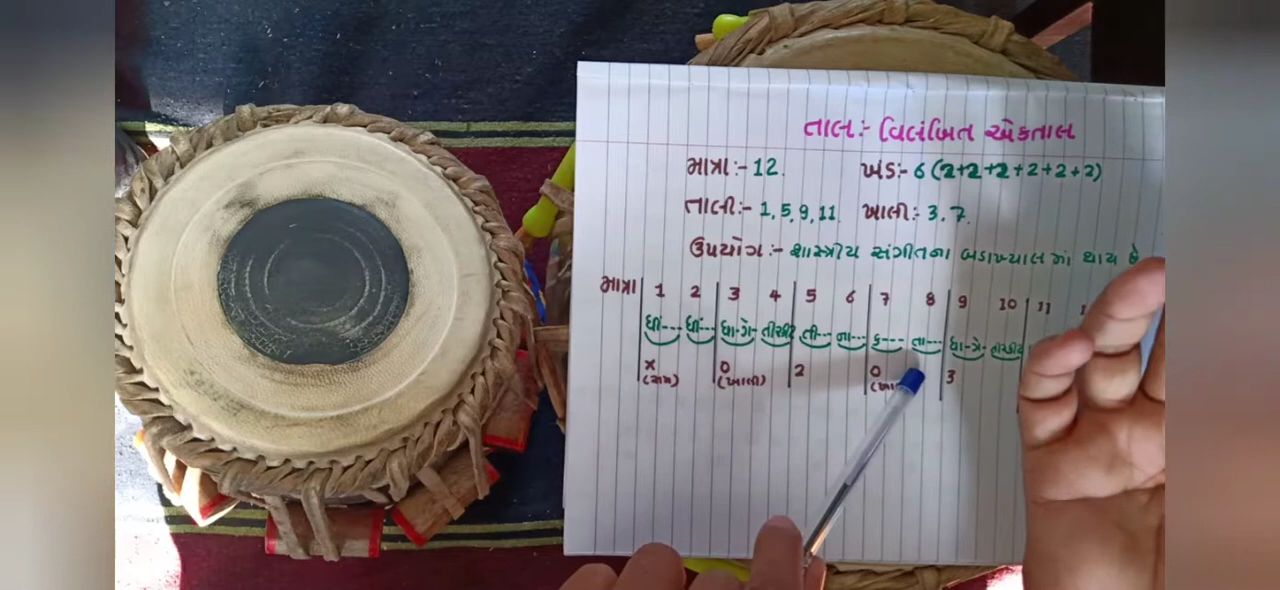 તાલ:- વિલંબિત એકતાલ
માત્રા:- 12. ખંડ:- 6 (2+2+2+2+2+2)
તાલી:- 1, 5, 9, 11. ખાલી:- 3, 7.
ઉપયોગ:- શાસ્ત્રીય સંગીતના બડાખ્યાલ માં થાય છે
માત્રા 1 2 3 4 5 6 7 8 9 10 11
ધીં--- ધીં--- ધા-ગે- તીરકીટ તી--- ના--- ક--- તા--- ધા-ગે- તીરકીટ
X 0 2 0 3
(સમ) (ખાલી)